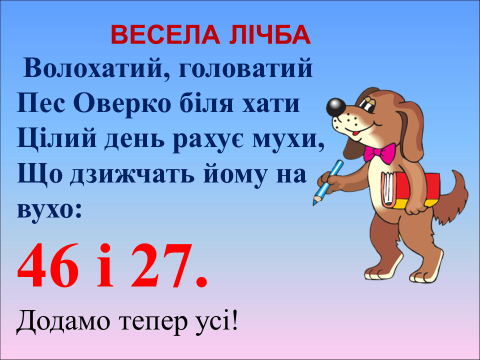 ВЕСЕЛА ЛІЧБА
Волохатий, головатий
Пес Оверко біля хати
Цілий день рахує мухи,
Що дзижчать йому на
вухо:
46 і 27.
Додамо тепер усі!